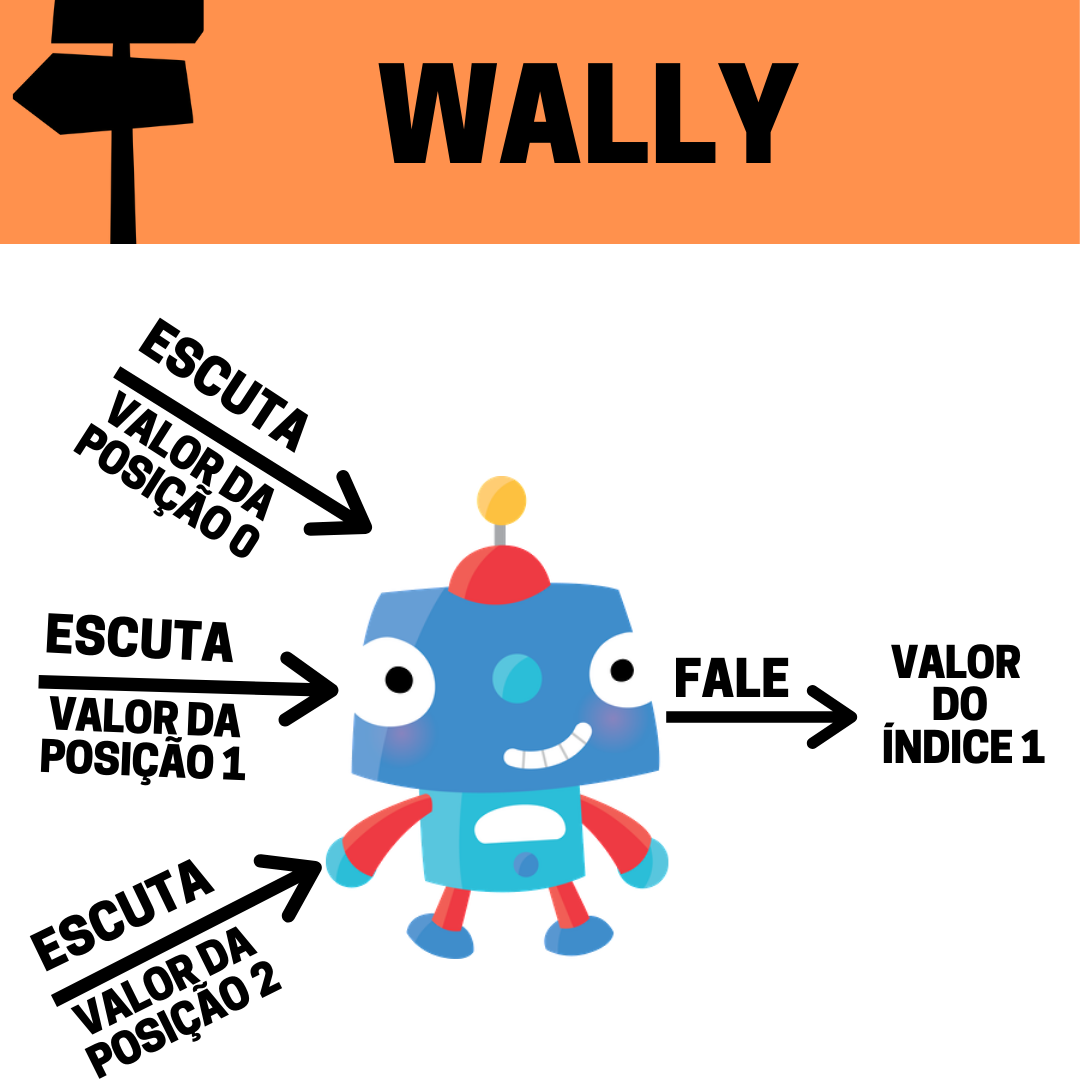 WALLY
ESCUTA
VALOR DA
POSIÇÃO 0
ESCUTA
VALOR DA
POSIÇÃO 1
FALE
VALOR
DO
ÍNDICE 1
ESCUTA
VALOR DA
POSIÇÃO 2